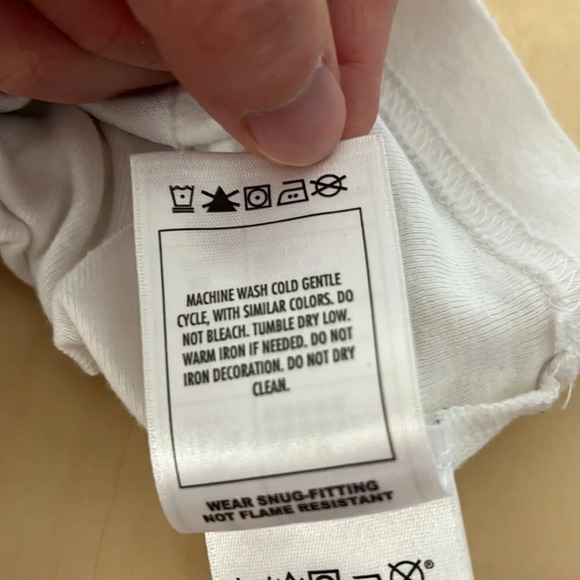 MACHINE WASH COLD GENTLE
CYCLE, WITH SIMILAR COLORS. DO
NOT BLEACH. TUMBLE DRY LOW.
WARM IRON IF NEEDED. DO NOT
IRON DECORATION. DO NOT DRY
CLEAN.
WEAR SNUG-FITTING
NOT FLAME RESISTANT
®